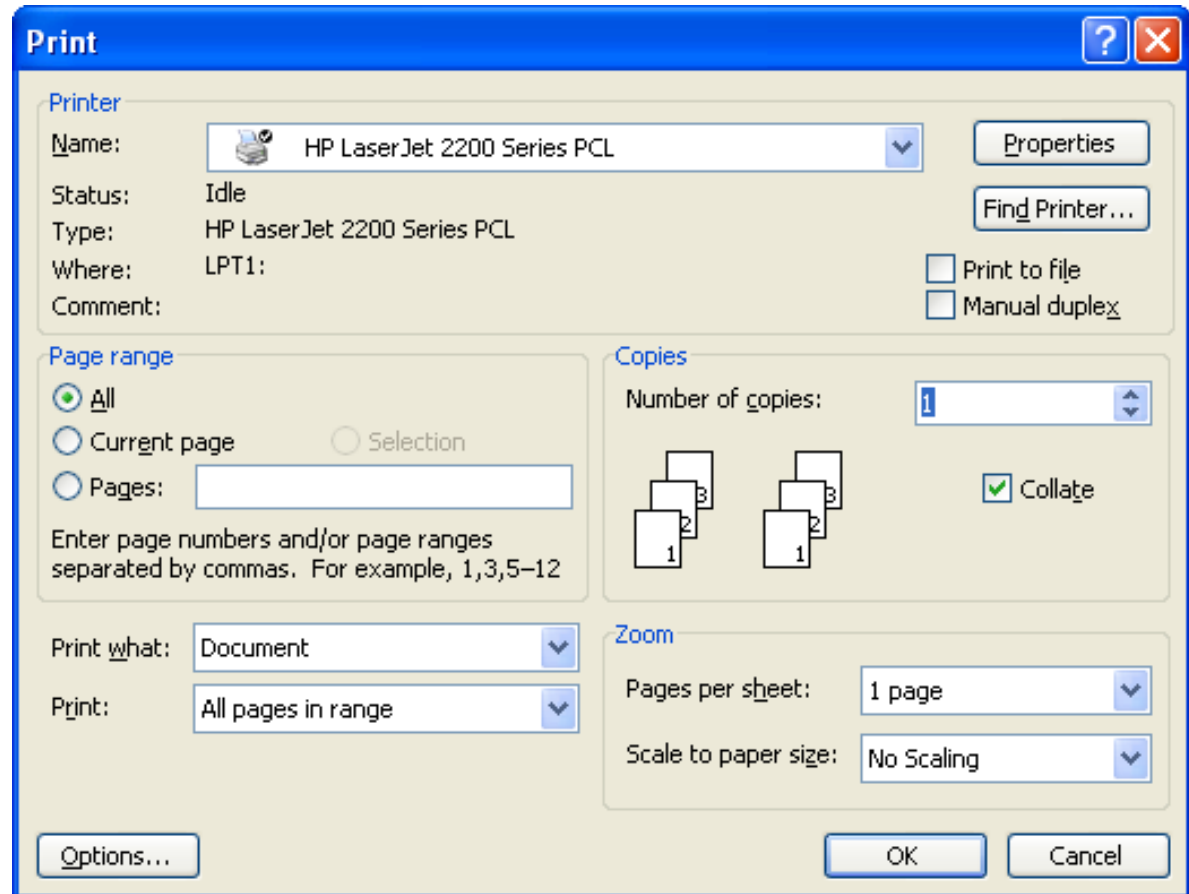 Print
Printer
Name: HP LaserJet 2200 Series PCL Properties
Status: Idle
Find Printer...
Type: HP LaserJet 2200 Series PCL
Where: LPT1:
Print to file
Comment:
Manual duplex
Page range
All
Current page Selection
Pages:
Enter page numbers and/or page ranges
separated by commas. For example, 1,3,5–12
Copies
Number of copies: 1
3 3
2 2
1 1
Collate
Print what: Document
Print: All pages in range
Zoom
Pages per sheet: 1 page
Scale to paper size: No Scaling
Options... OK Cancel